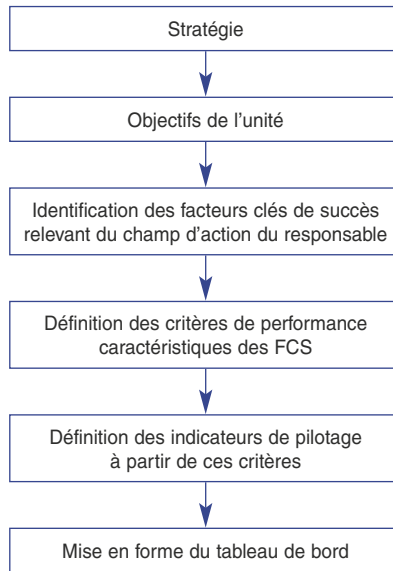 Stratégie
Objectifs de l'unité
Identification des facteurs clés de succès
relevant du champ d'action du responsable
Définition des critères de performance
caractéristiques des FCS
Définition des indicateurs de pilotage
à partir de ces critères
Mise en forme du tableau de bord